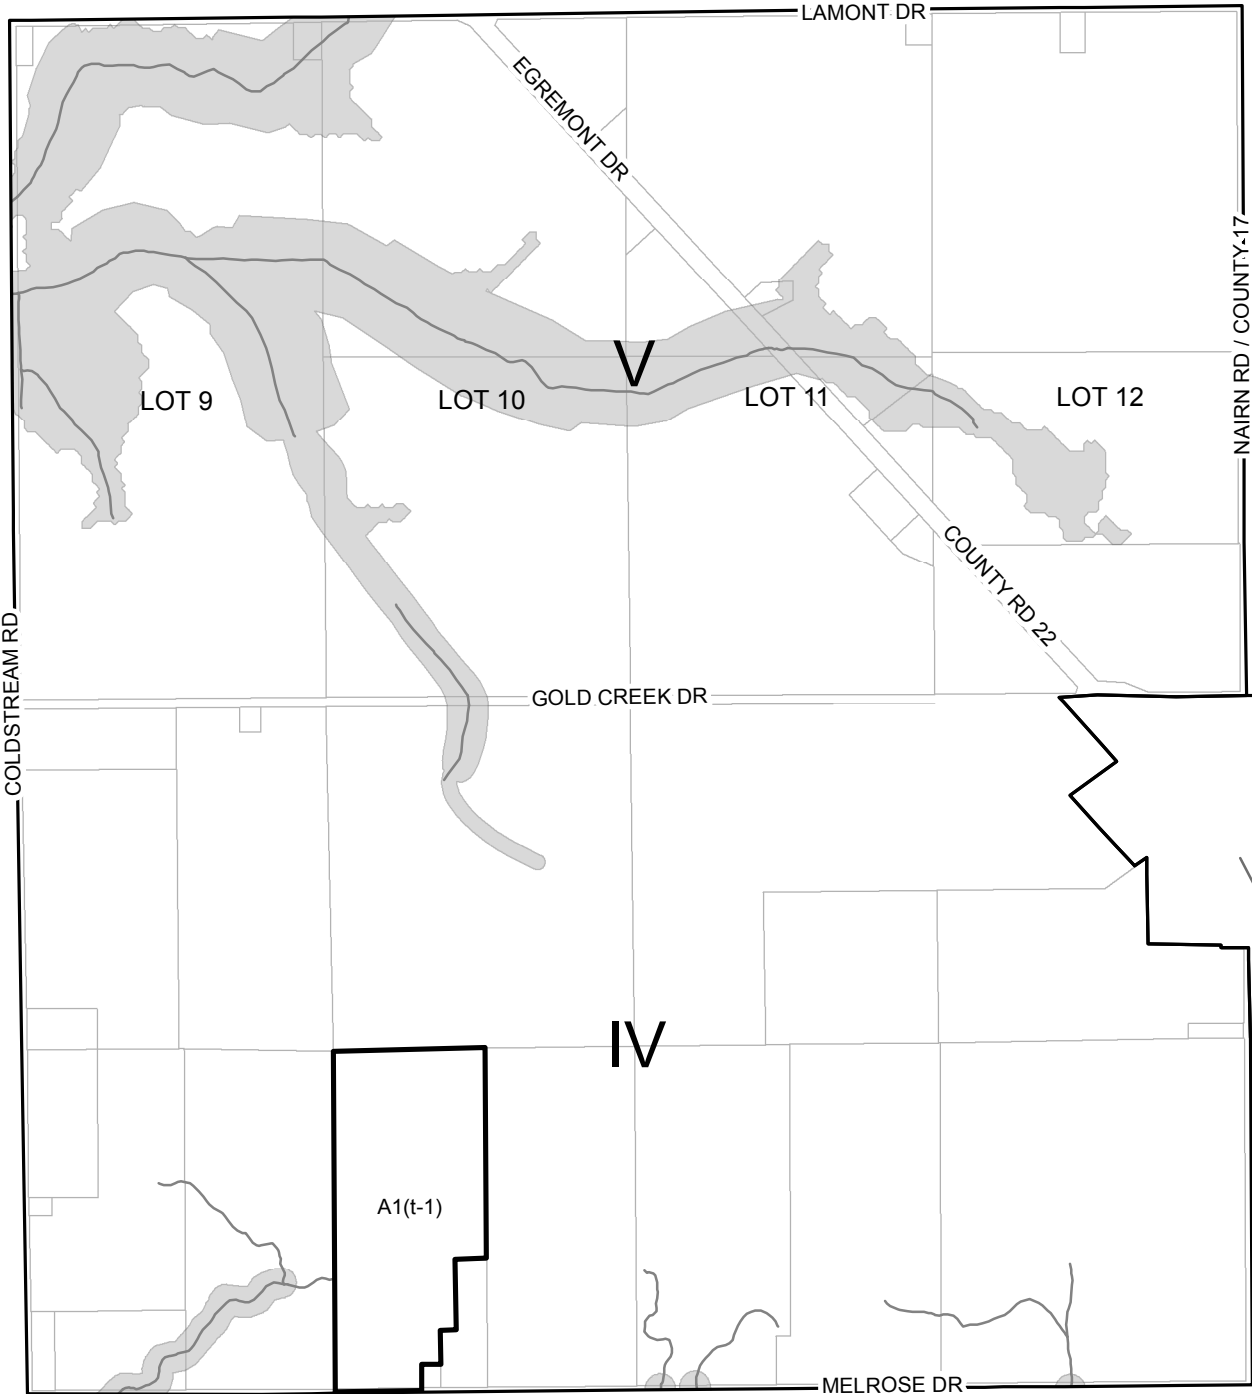 LAMONT DR
EGREMONT DR
NAIRN RD / COUNTY-17
V
LOT 9
LOT 10
LOT 11
LOT 12
COUNTY RD 22
COLDSTREAM RD
GOLD CREEK DR
IV
A1(t-1)
MELROSE DR